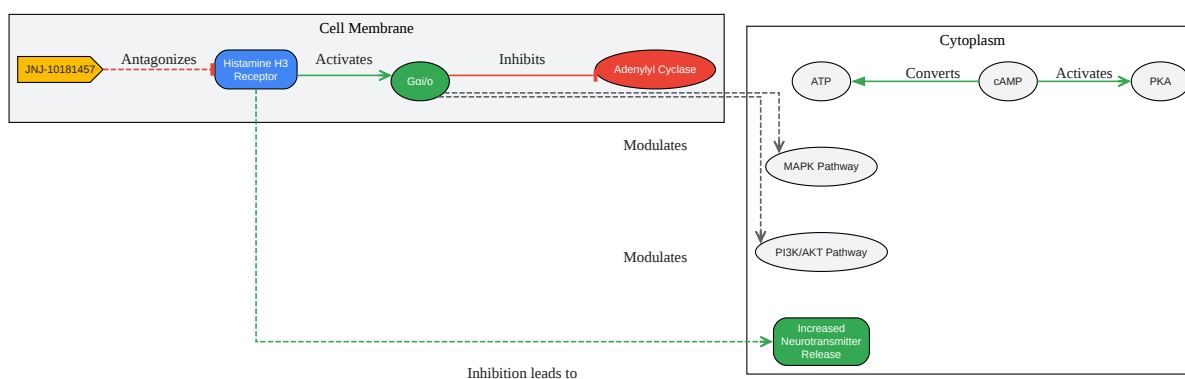 Cell Membrane
Cytoplasm
JNJ-10181457
Antagonizes
Histamine H3
Receptor
Activates
Gαi/o
Inhibits
Adenylyl Cyclase
ATP
Converts
cAMP
Activates
PKA
Modulates
MAPK Pathway
Modulates
PI3K/AKT Pathway
Increased
Neurotransmitter
Release
Inhibition leads to